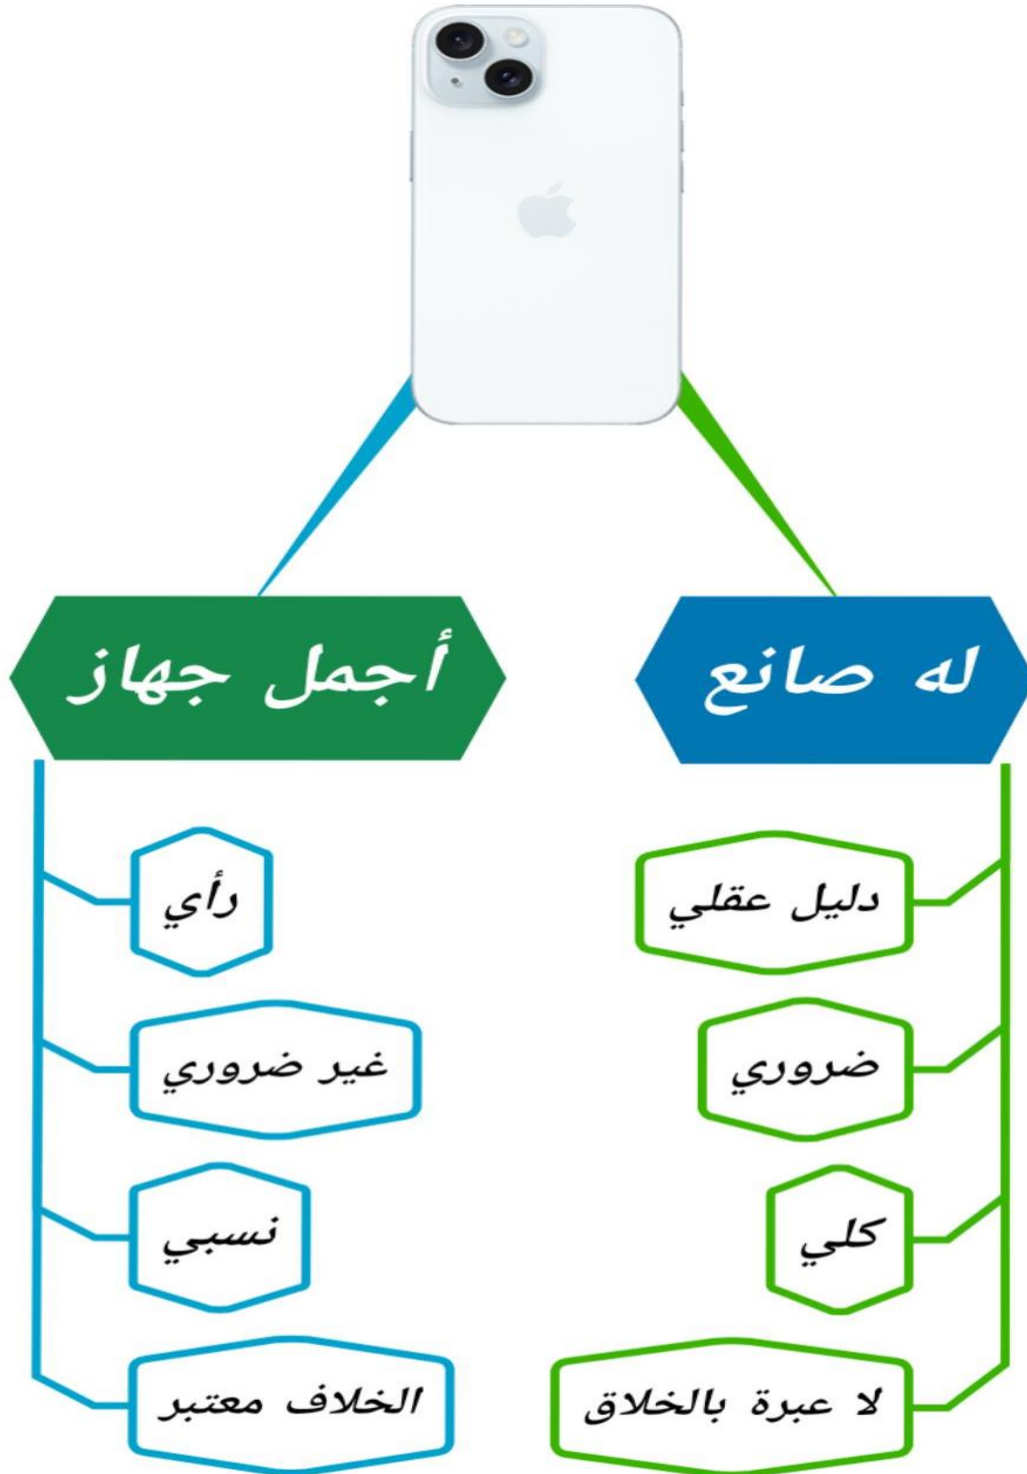 له صانع
دليل عقلي
ضروري
كلي
لا عبرة بالخلاق
أجمل جهاز
رأي
غير ضروري
نسبي
الخلاف معتبر